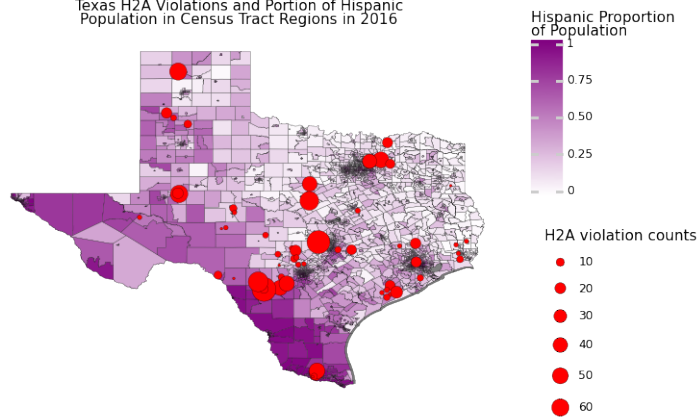 Texas H2A Violations and Portion of Hispanic
Population in Census Tract Regions in 2016
Hispanic Proportion
of Population
1
0.75
0.50
0.25
0
H2A violation counts
10
20
30
40
50
60